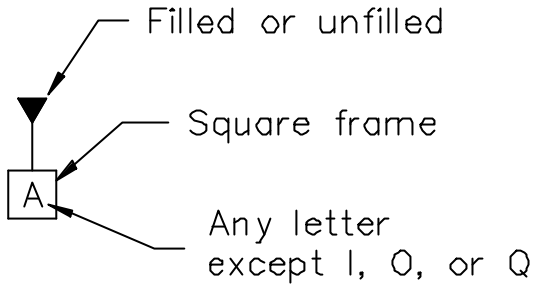 Filled or unfilled
Square frame
A
Any letter
except I, O, or Q